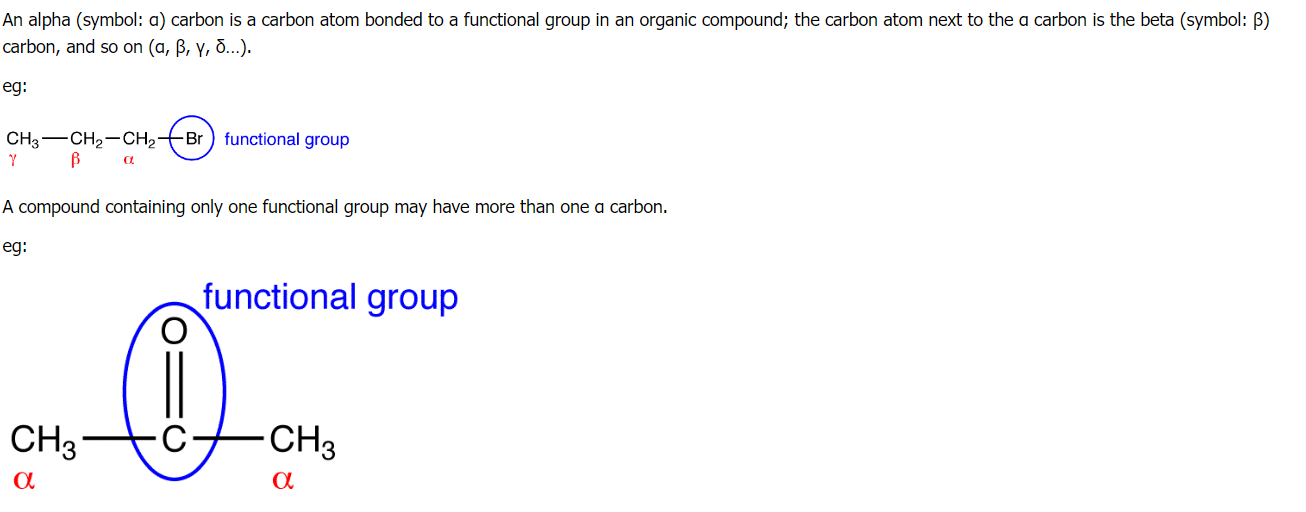 An alpha (symbol: α) carbon is a carbon atom bonded to a functional group in an organic compound; the carbon atom next to the α carbon is the beta (symbol: β)
carbon, and so on (α, β, γ, δ...).
eg:
CH₃—CH₂—CH₂—Br functional group
γ β α
A compound containing only one functional group may have more than one α carbon.
eg:
functional group
O
CH₃—C—CH₃
α α